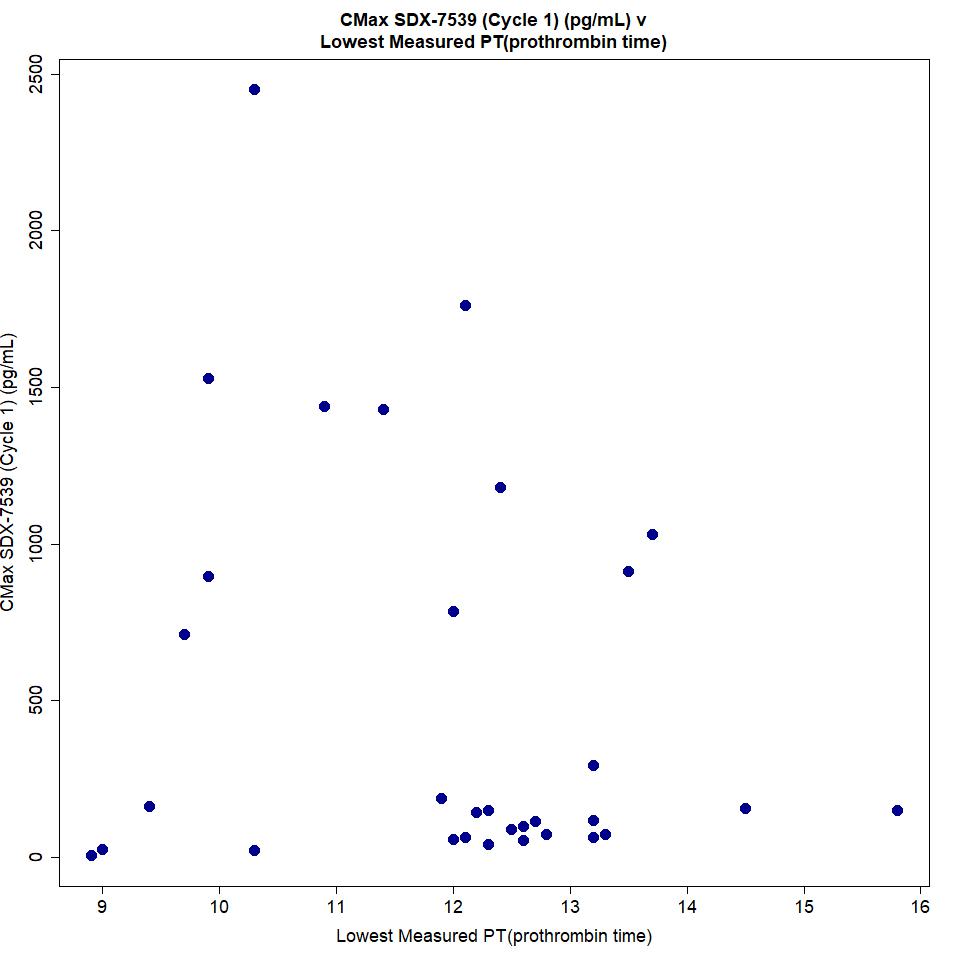 CMax SDX-7539 (Cycle 1) (pg/mL) v
Lowest Measured PT(prothrombin time)
CMax SDX-7539 (Cycle 1) (pg/mL)
2500
2000
1500
1000
500
0
9 10 11 12 13 14 15 16
Lowest Measured PT(prothrombin time)